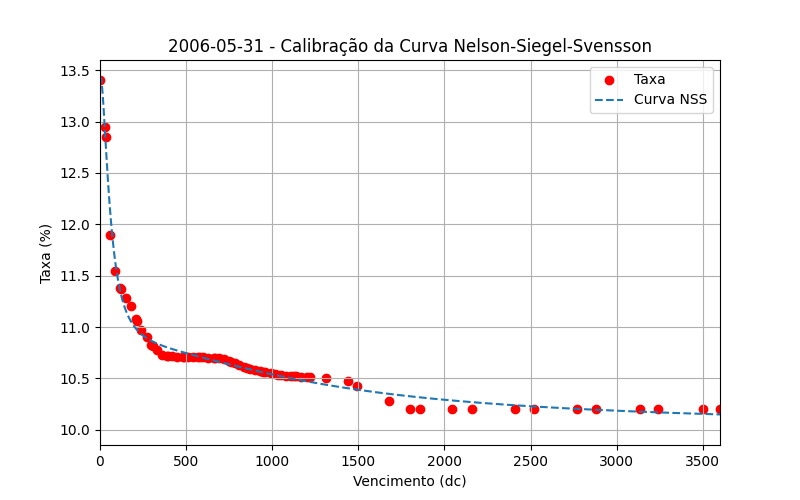 2006-05-31 - Calibração da Curva Nelson-Siegel-Svensson
Taxa
Curva NSS
Taxa (%)
13.5
13.0
12.5
12.0
11.5
11.0
10.5
10.0
0 500 1000 1500 2000 2500 3000 3500
Vencimento (dc)